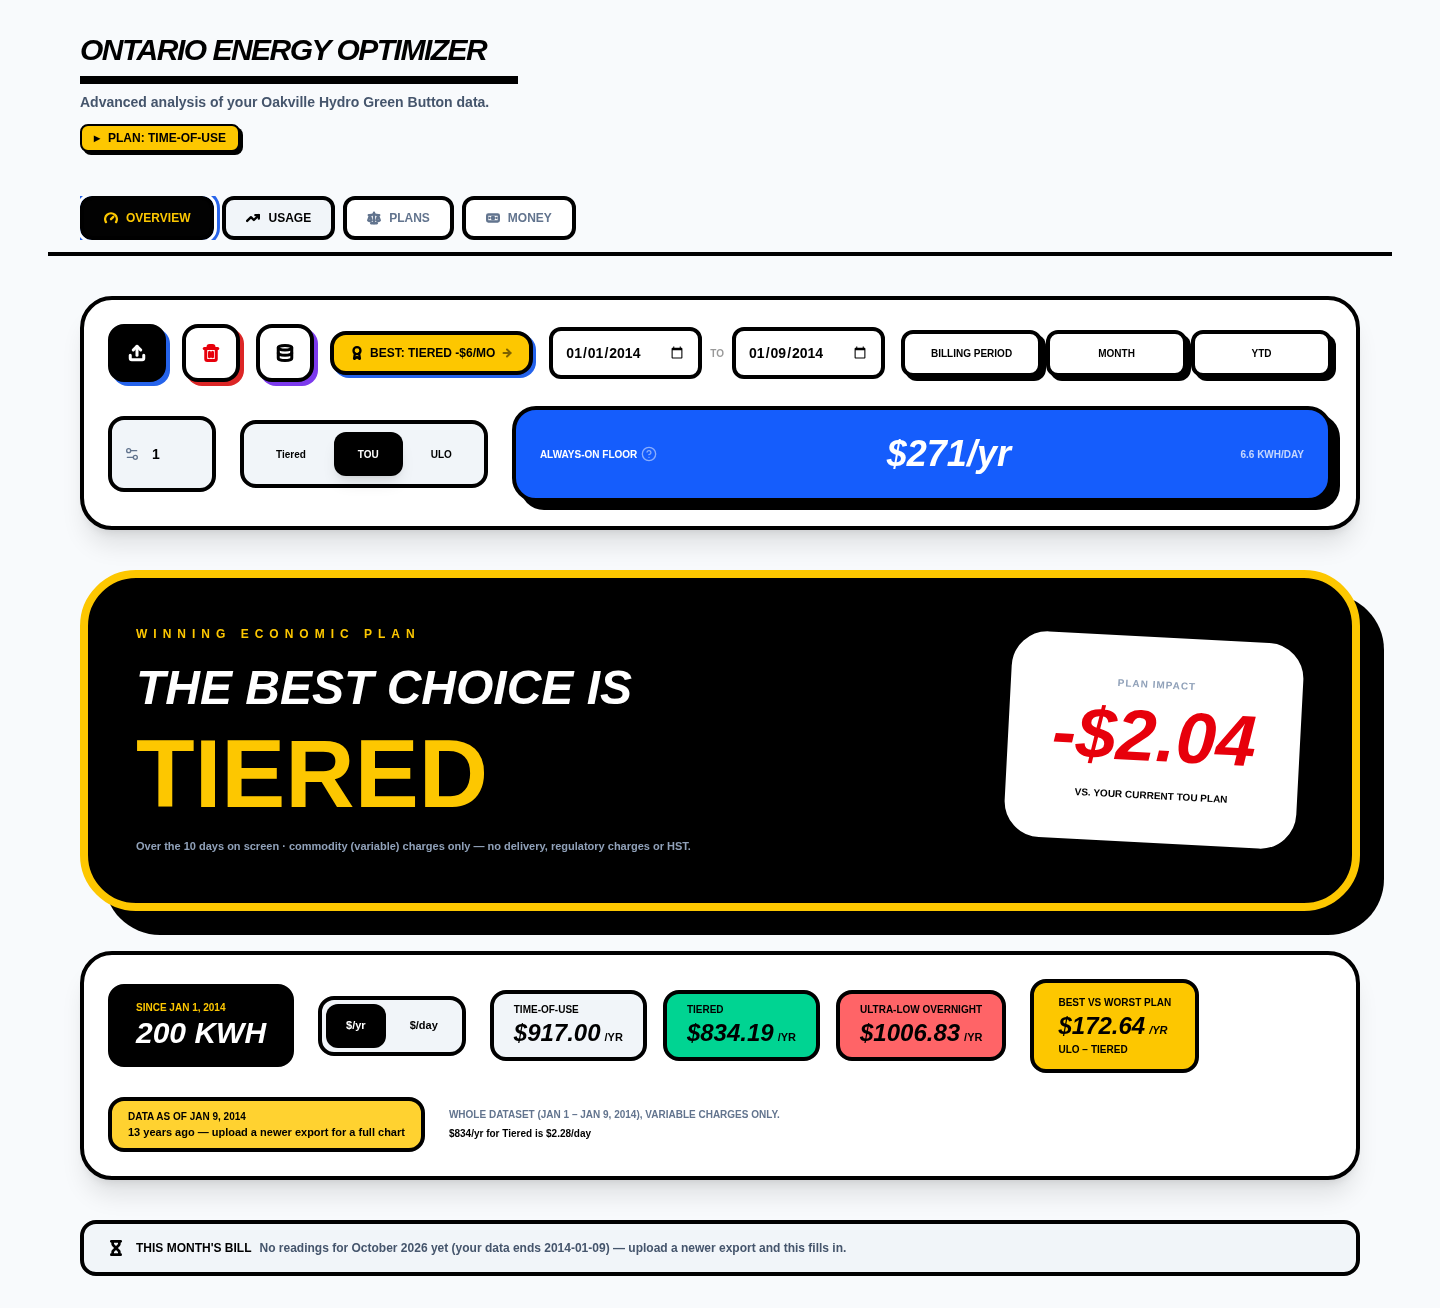 ONTARIO ENERGY OPTIMIZER
Advanced analysis of your Oakville Hydro Green Button data.
► PLAN: TIME-OF-USE
OVERVIEW
USAGE
PLANS
MONEY
BEST: TIERED -$6/MO →
01/01/2014
TO
01/09/2014
BILLING PERIOD
MONTH
YTD
1
Tiered
TOU
ULO
ALWAYS-ON FLOOR ?
$271/yr
6.6 KWH/DAY
WINNING ECONOMIC PLAN
THE BEST CHOICE IS
TIERED
Over the 10 days on screen · commodity (variable) charges only — no delivery, regulatory charges or HST.
PLAN IMPACT
-$2.04
VS. YOUR CURRENT TOU PLAN
SINCE JAN 1, 2014
200 KWH
$/yr
$/day
TIME-OF-USE
$917.00 /YR
TIERED
$834.19 /YR
ULTRA-LOW OVERNIGHT
$1006.83 /YR
BEST VS WORST PLAN
$172.64 /YR
ULO – TIERED
DATA AS OF JAN 9, 2014
13 years ago — upload a newer export for a full chart
WHOLE DATASET (JAN 1 – JAN 9, 2014), VARIABLE CHARGES ONLY.
$834/yr for Tiered is $2.28/day
THIS MONTH'S BILL No readings for October 2026 yet (your data ends 2014-01-09) — upload a newer export and this fills in.